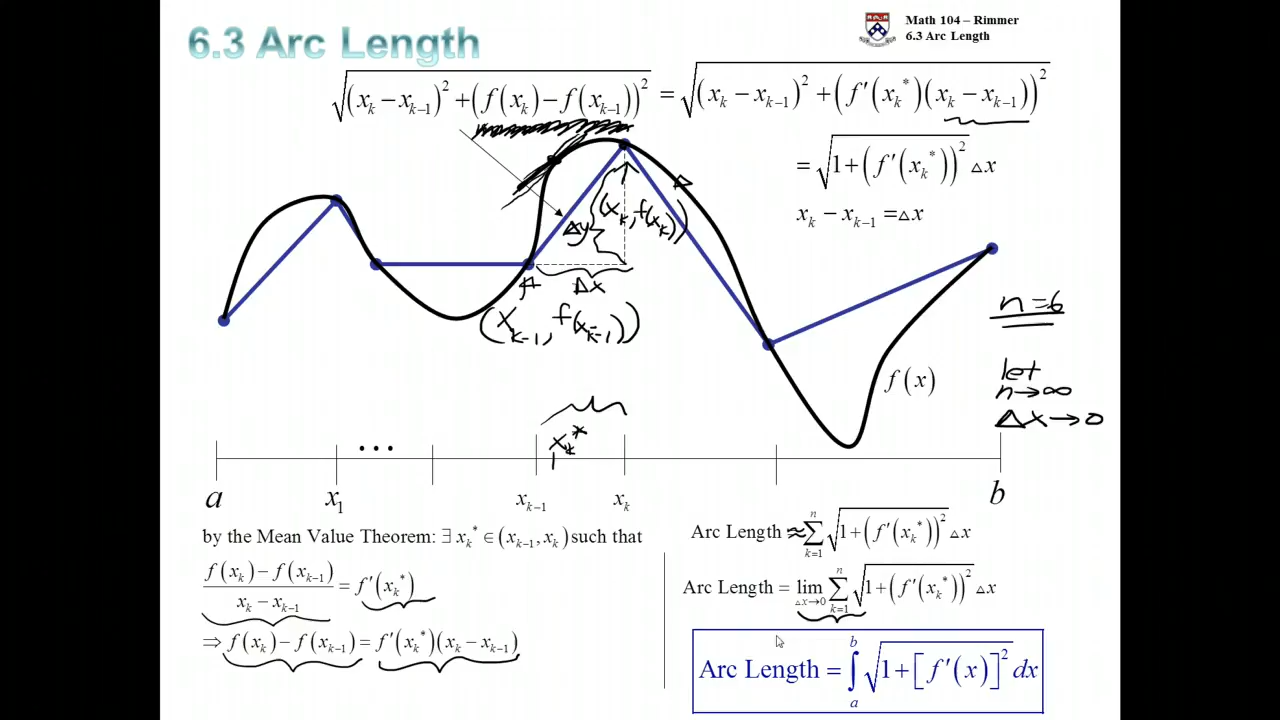 6.3 Arc Length
Math 104 – Rimmer
6.3 Arc Length
√((x_k − x_{k−1})² + (f(x_k) − f(x_{k−1}))²) = √((x_k − x_{k−1})² + (f′(x_k*)(x_k − x_{k−1}))²)
= √(1 + (f′(x_k*))²) △x
x_k − x_{k−1} = △x
(x_k, f(x_k))
Δy
Δx
(x_{k−1}, f(x_{k−1}))
n = 6
let
n → ∞
Δx → 0
f(x)
x_k*
...
a x_1 x_{k−1} x_k b
by the Mean Value Theorem: ∃ x_k* ∈ (x_{k−1}, x_k) such that
(f(x_k) − f(x_{k−1})) / (x_k − x_{k−1}) = f′(x_k*)
⇒ f(x_k) − f(x_{k−1}) = f′(x_k*)(x_k − x_{k−1})
Arc Length ≈ ∑_{k=1}^{n} √(1 + (f′(x_k*))²) △x
Arc Length = lim_{△x→0} ∑_{k=1}^{n} √(1 + (f′(x_k*))²) △x
Arc Length = ∫_a^b √(1 + [f′(x)]²) dx